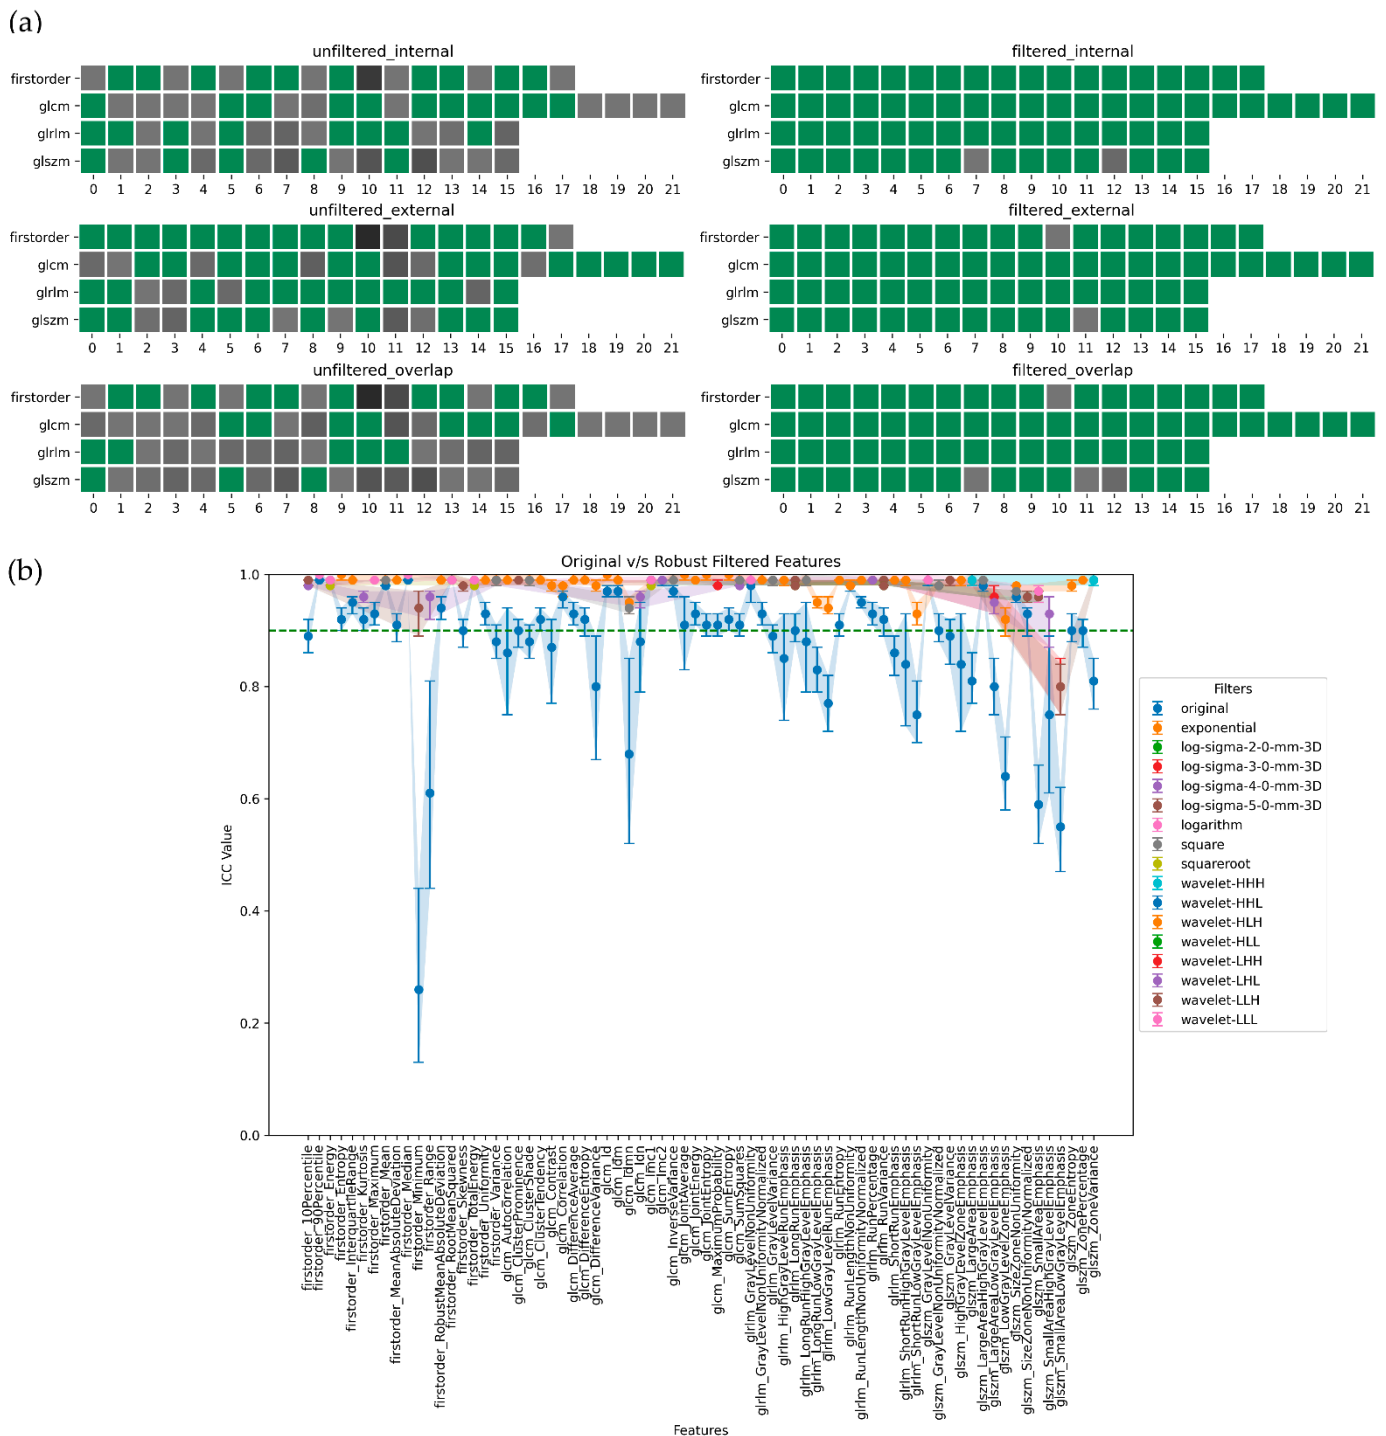 (a)
unfiltered_internal
firstorder
glcm
glrlm
glszm
0 1 2 3 4 5 6 7 8 9 10 11 12 13 14 15 16 17 18 19 20 21
filtered_internal
0 1 2 3 4 5 6 7 8 9 10 11 12 13 14 15 16 17 18 19 20 21
firstorder
glcm
glrlm
glszm
unfiltered_external
firstorder
glcm
glrlm
glszm
0 1 2 3 4 5 6 7 8 9 10 11 12 13 14 15 16 17 18 19 20 21
filtered_external
firstorder
glcm
glrlm
glszm
0 1 2 3 4 5 6 7 8 9 10 11 12 13 14 15 16 17 18 19 20 21
unfiltered_overlap
firstorder
glcm
glrlm
glszm
0 1 2 3 4 5 6 7 8 9 10 11 12 13 14 15 16 17 18 19 20 21
filtered_overlap
firstorder
glcm
glrlm
glszm
0 1 2 3 4 5 6 7 8 9 10 11 12 13 14 15 16 17 18 19 20 21
(b)
Original v/s Robust Filtered Features
ICC Value
1.0
0.8
0.6
0.4
0.2
0.0
Filters
original
exponential
log-sigma-2-0-mm-3D
log-sigma-3-0-mm-3D
log-sigma-4-0-mm-3D
log-sigma-5-0-mm-3D
logarithm
square
squareroot
wavelet-HHH
wavelet-HHL
wavelet-HLH
wavelet-HLL
wavelet-LHH
wavelet-LHL
wavelet-LLH
wavelet-LLL
firstorder_10Percentile
firstorder_90Percentile
firstorder_Energy
firstorder_Entropy
firstorder_InterquartileRange
firstorder_Kurtosis
firstorder_Maximum
firstorder_Mean
firstorder_MeanAbsoluteDeviation
firstorder_Median
firstorder_Minimum
firstorder_Range
firstorder_RobustMeanAbsoluteDeviation
firstorder_RootMeanSquared
firstorder_Skewness
firstorder_TotalEnergy
firstorder_Uniformity
firstorder_Variance
glcm_Autocorrelation
glcm_ClusterProminence
glcm_ClusterShade
glcm_ClusterTendency
glcm_Contrast
glcm_Correlation
glcm_DifferenceAverage
glcm_DifferenceEntropy
glcm_DifferenceVariance
glcm_Id
glcm_Idm
glcm_Idmn
glcm_Idn
glcm_Imc1
glcm_Imc2
glcm_InverseVariance
glcm_JointAverage
glcm_JointEnergy
glcm_JointEntropy
glcm_MaximumProbability
glcm_SumEntropy
glcm_SumSquares
glrlm_GrayLevelNonUniformity
glrlm_GrayLevelNonUniformityNormalized
glrlm_GrayLevelVariance
glrlm_HighGrayLevelRunEmphasis
glrlm_LongRunEmphasis
glrlm_LongRunHighGrayLevelEmphasis
glrlm_LongRunLowGrayLevelEmphasis
glrlm_LowGrayLevelRunEmphasis
glrlm_RunEntropy
glrlm_RunLengthNonUniformity
glrlm_RunLengthNonUniformityNormalized
glrlm_RunPercentage
glrlm_RunVariance
glrlm_ShortRunEmphasis
glrlm_ShortRunHighGrayLevelEmphasis
glrlm_ShortRunLowGrayLevelEmphasis
glszm_GrayLevelNonUniformity
glszm_GrayLevelNonUniformityNormalized
glszm_GrayLevelVariance
glszm_HighGrayLevelZoneEmphasis
glszm_LargeAreaEmphasis
glszm_LargeAreaHighGrayLevelEmphasis
glszm_LargeAreaLowGrayLevelEmphasis
glszm_LowGrayLevelZoneEmphasis
glszm_SizeZoneNonUniformity
glszm_SizeZoneNonUniformityNormalized
glszm_SmallAreaEmphasis
glszm_SmallAreaHighGrayLevelEmphasis
glszm_SmallAreaLowGrayLevelEmphasis
glszm_ZoneEntropy
glszm_ZonePercentage
glszm_ZoneVariance
Features